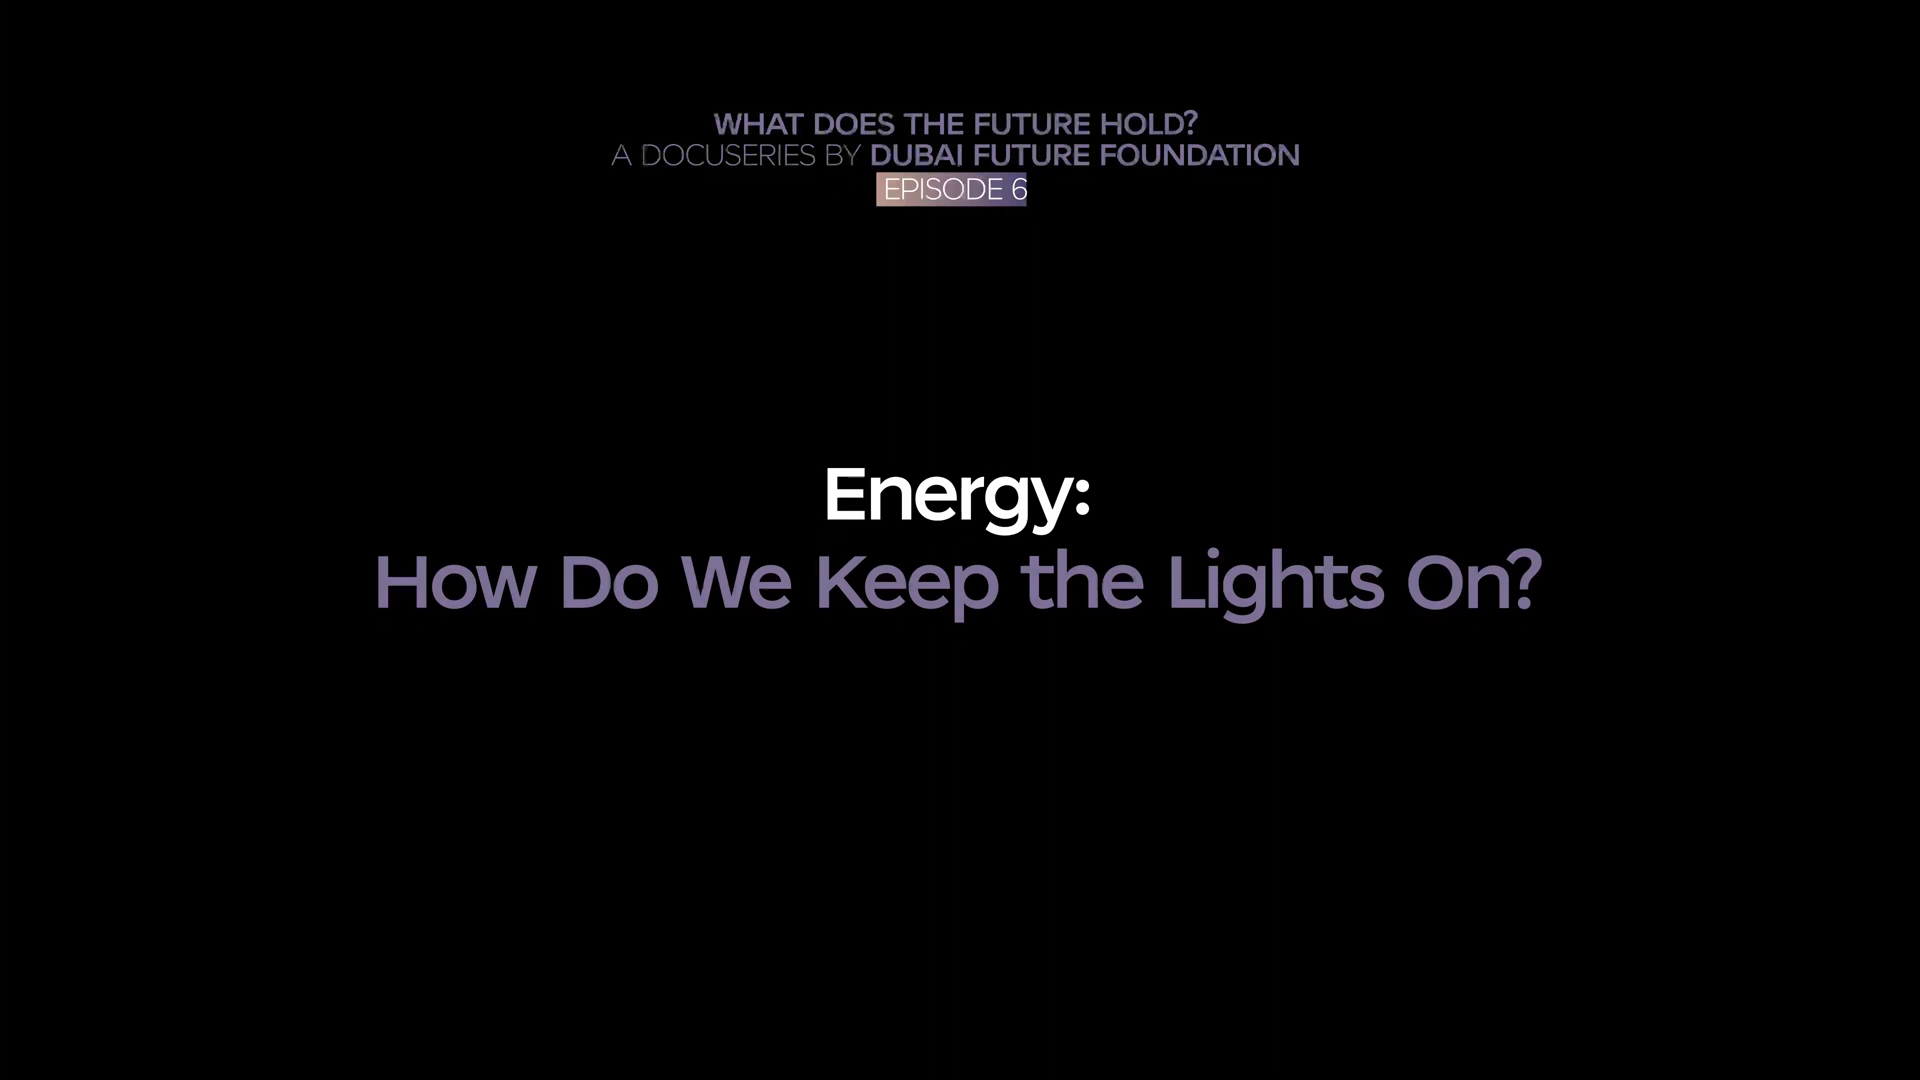 WHAT DOES THE FUTURE HOLD?
A DOCUSERIES BY DUBAI FUTURE FOUNDATION
EPISODE 6
Energy:
How Do We Keep the Lights On?